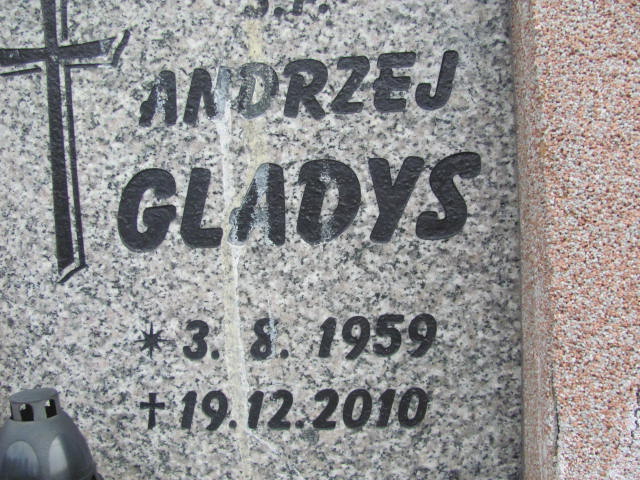 Ś.P.
ANDRZEJ
GLADYS
* 3. 8. 1959
† 19.12.2010